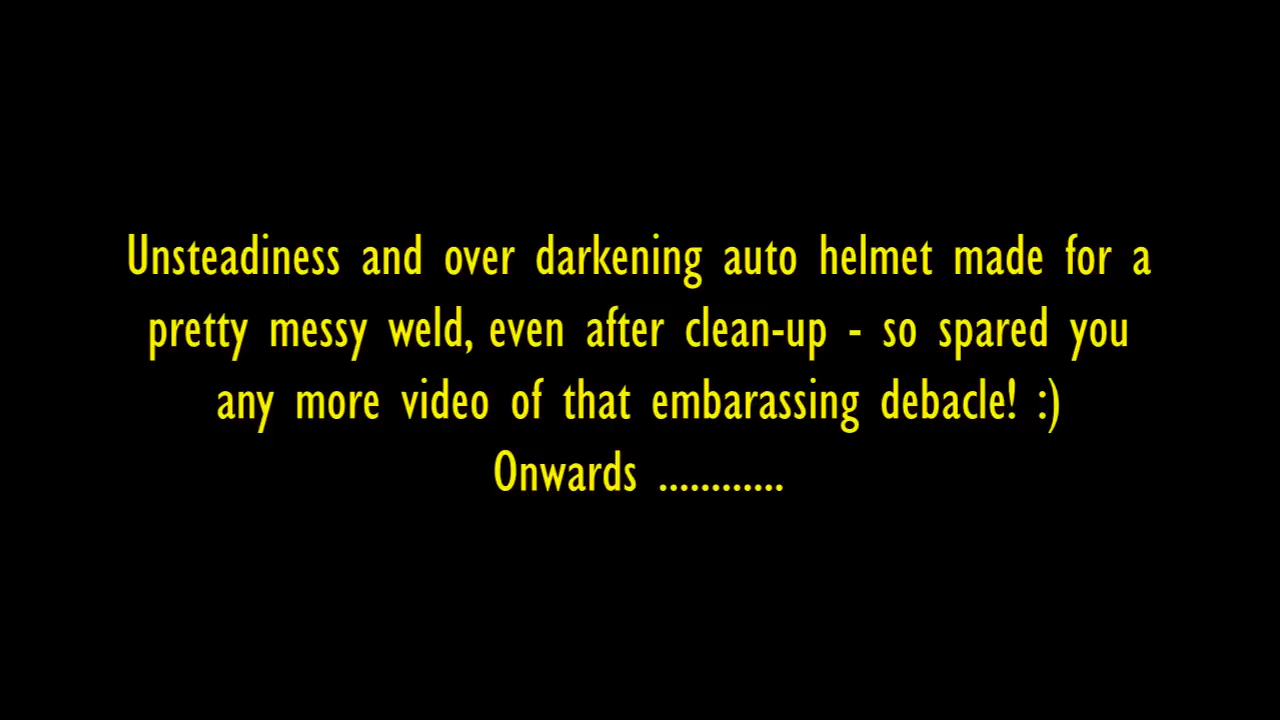 Unsteadiness and over darkening auto helmet made for a
pretty messy weld, even after clean-up - so spared you
any more video of that embarassing debacle! :)
Onwards ............